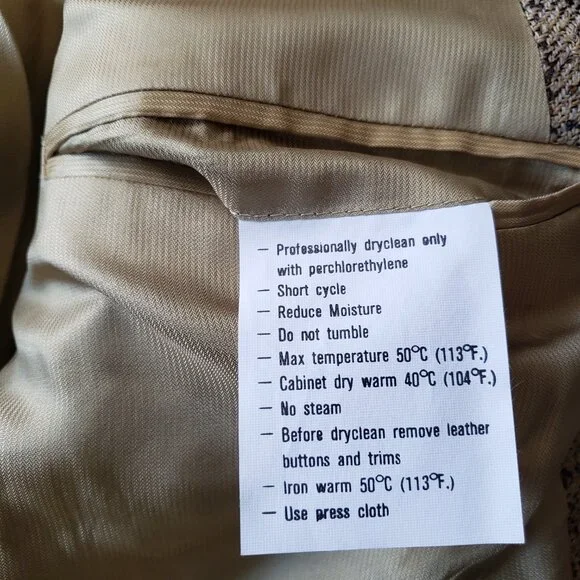 – Professionally dryclean only
with perchlorethylene
– Short cycle
– Reduce Moisture
– Do not tumble
– Max temperature 50°C (113°F.)
– Cabinet dry warm 40°C (104°F.)
– No steam
– Before dryclean remove leather
buttons and trims
– Iron warm 50°C (113°F.)
– Use press cloth